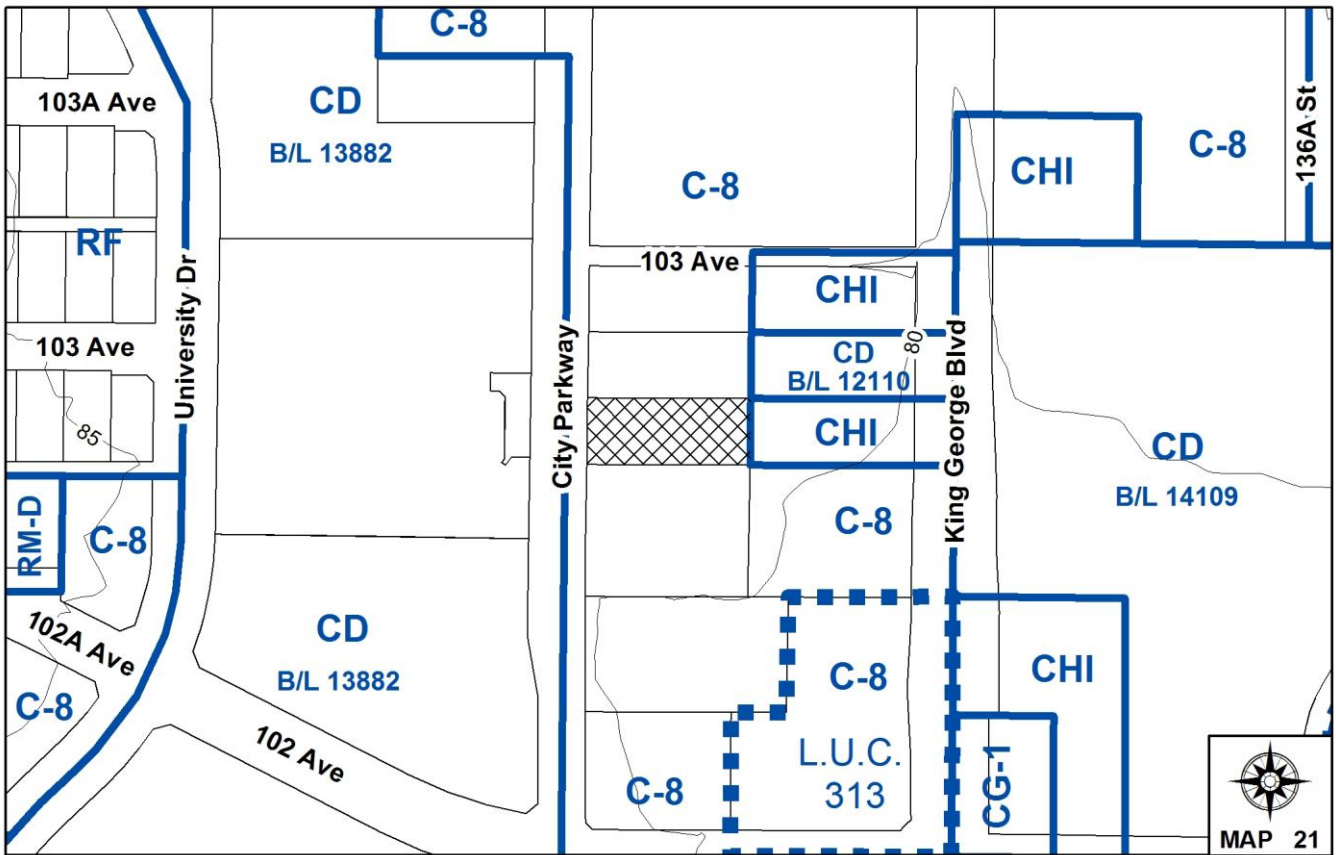 C-8
103A Ave
CD
B/L 13882
136A St
C-8
CHI
C-8
RF
University Dr
103 Ave
CHI
103 Ave
80
CD
B/L 12110
King George Blvd
City Parkway
85
CHI
CD
B/L 14109
RM-D
C-8
C-8
102A Ave
CD
B/L 13882
C-8
CHI
C-8
102 Ave
L.U.C.
313
C-8
CG-1
MAP 21